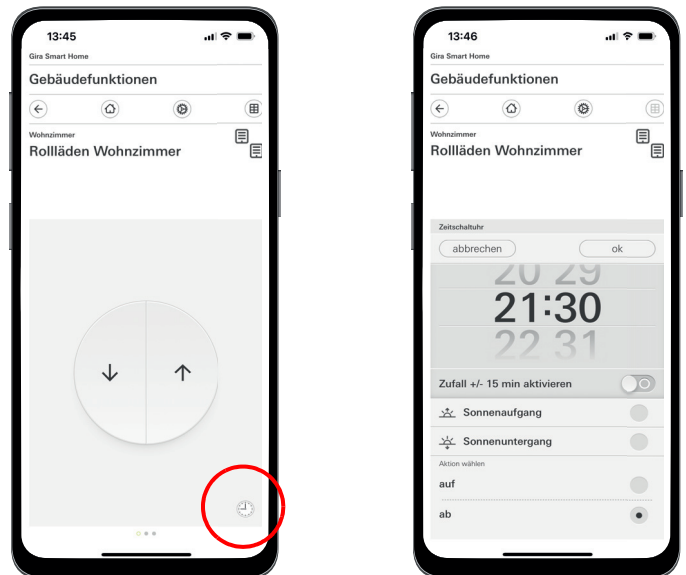 13:45
Gira Smart Home
Gebäudefunktionen
Wohnzimmer
Rollläden Wohnzimmer
13:46
Gira Smart Home
Gebäudefunktionen
Wohnzimmer
Rollläden Wohnzimmer
Zeitschaltuhr
abbrechen ok
20 29
21:30
22 31
Zufall +/- 15 min aktivieren
Sonnenaufgang
Sonnenuntergang
Aktion wählen
auf
ab